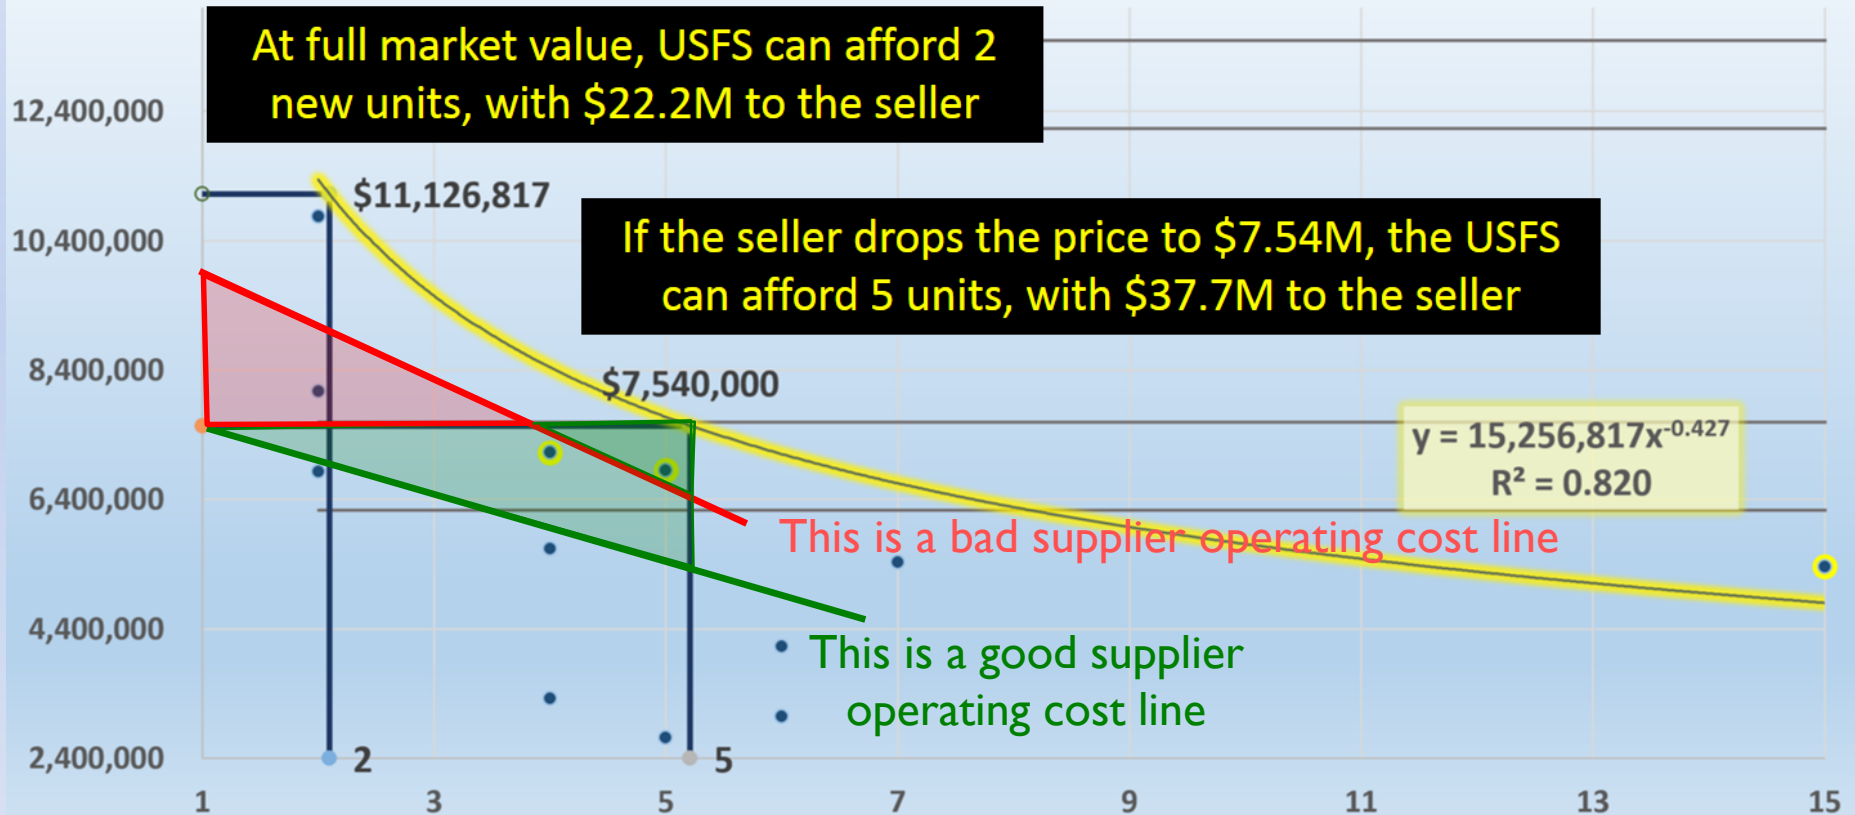 At full market value, USFS can afford 2
new units, with $22.2M to the seller
12,400,000
$11,126,817
10,400,000
If the seller drops the price to $7.54M, the USFS
can afford 5 units, with $37.7M to the seller
8,400,000
$7,540,000
y = 15,256,817x⁻⁰·⁴²⁷
R² = 0.820
6,400,000
This is a bad supplier operating cost line
4,400,000
This is a good supplier
operating cost line
2,400,000
2
5
1 3 5 7 9 11 13 15